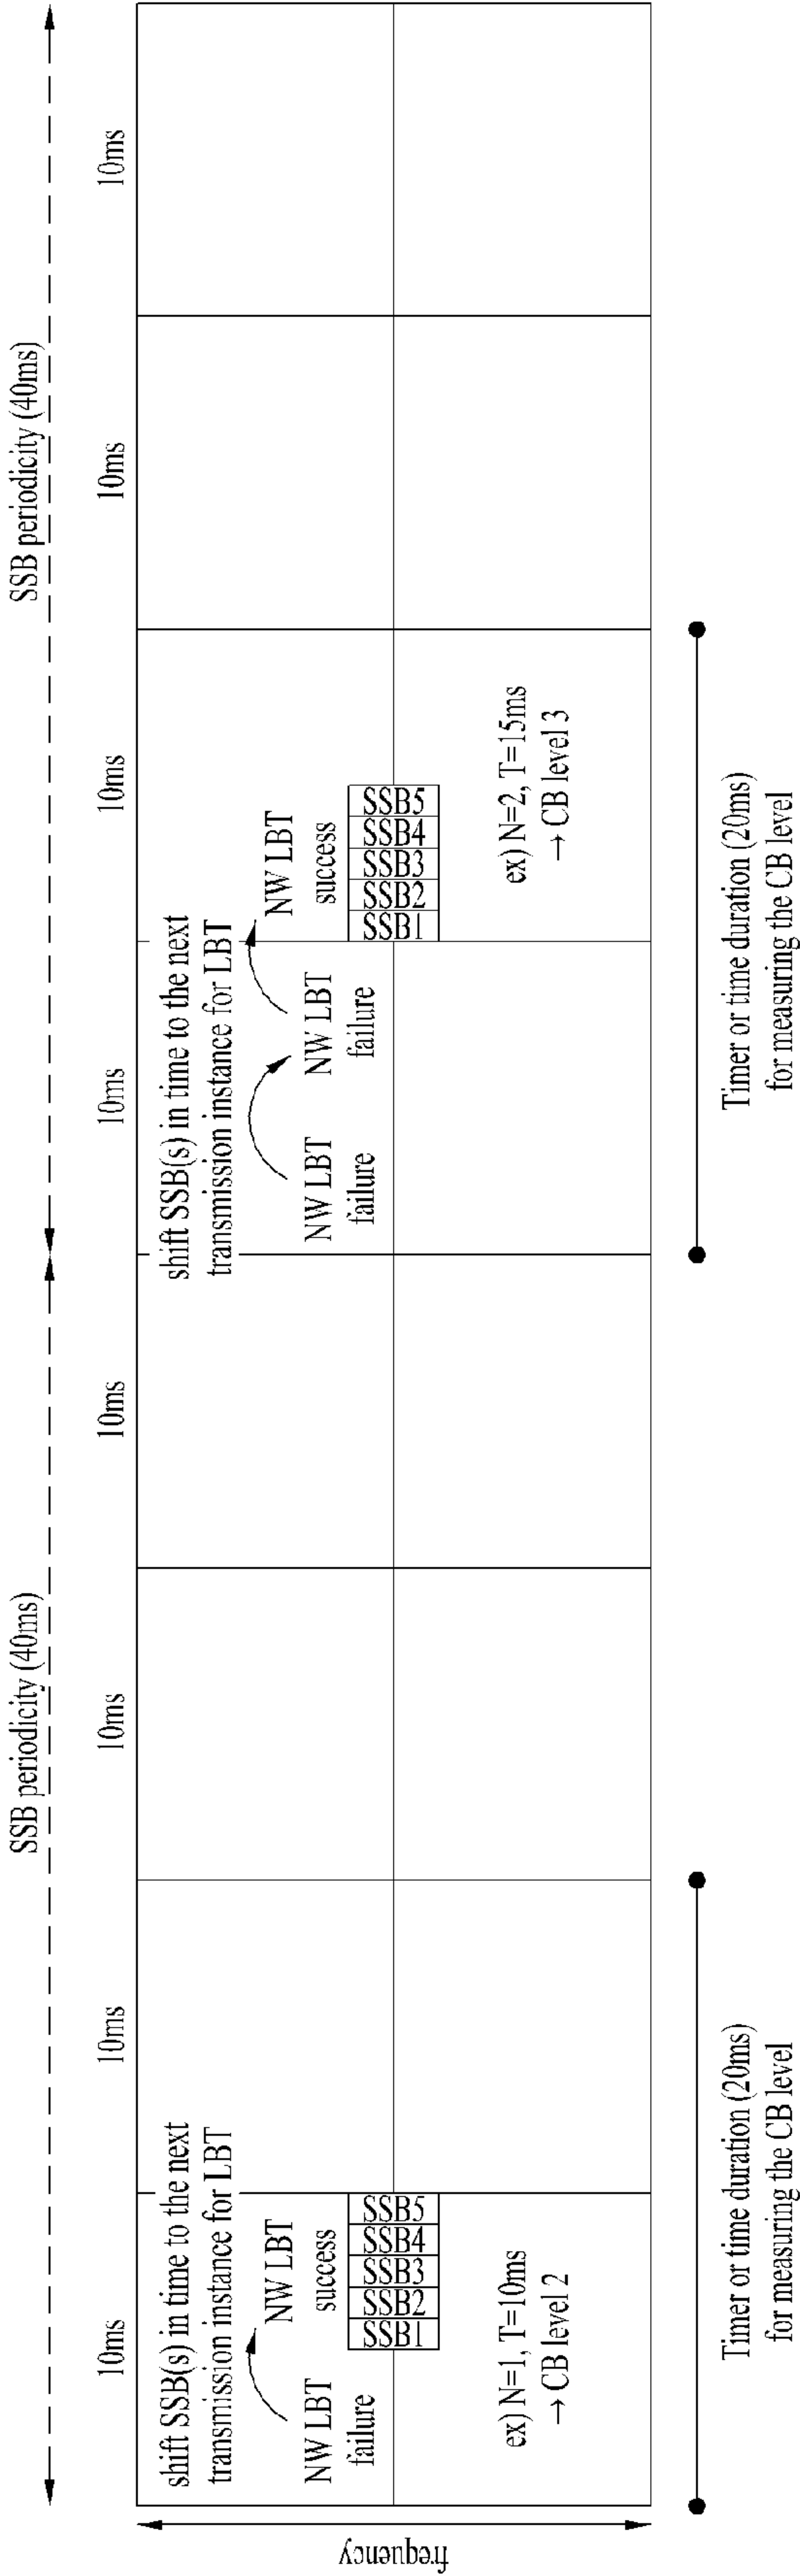 SSB periodicity (40ms)
SSB periodicity (40ms)
10ms
10ms
10ms
10ms
10ms
10ms
10ms
10ms
frequency
shift SSB(s) in time to the next
transmission instance for LBT
NW LBT
failure
NW LBT
success
SSB1
SSB2
SSB3
SSB4
SSB5
ex) N=1, T=10ms
→ CB level 2
shift SSB(s) in time to the next
transmission instance for LBT
NW LBT
failure
NW LBT
failure
NW LBT
success
SSB1
SSB2
SSB3
SSB4
SSB5
ex) N=2, T=15ms
→ CB level 3
Timer or time duration (20ms)
for measuring the CB level
Timer or time duration (20ms)
for measuring the CB level